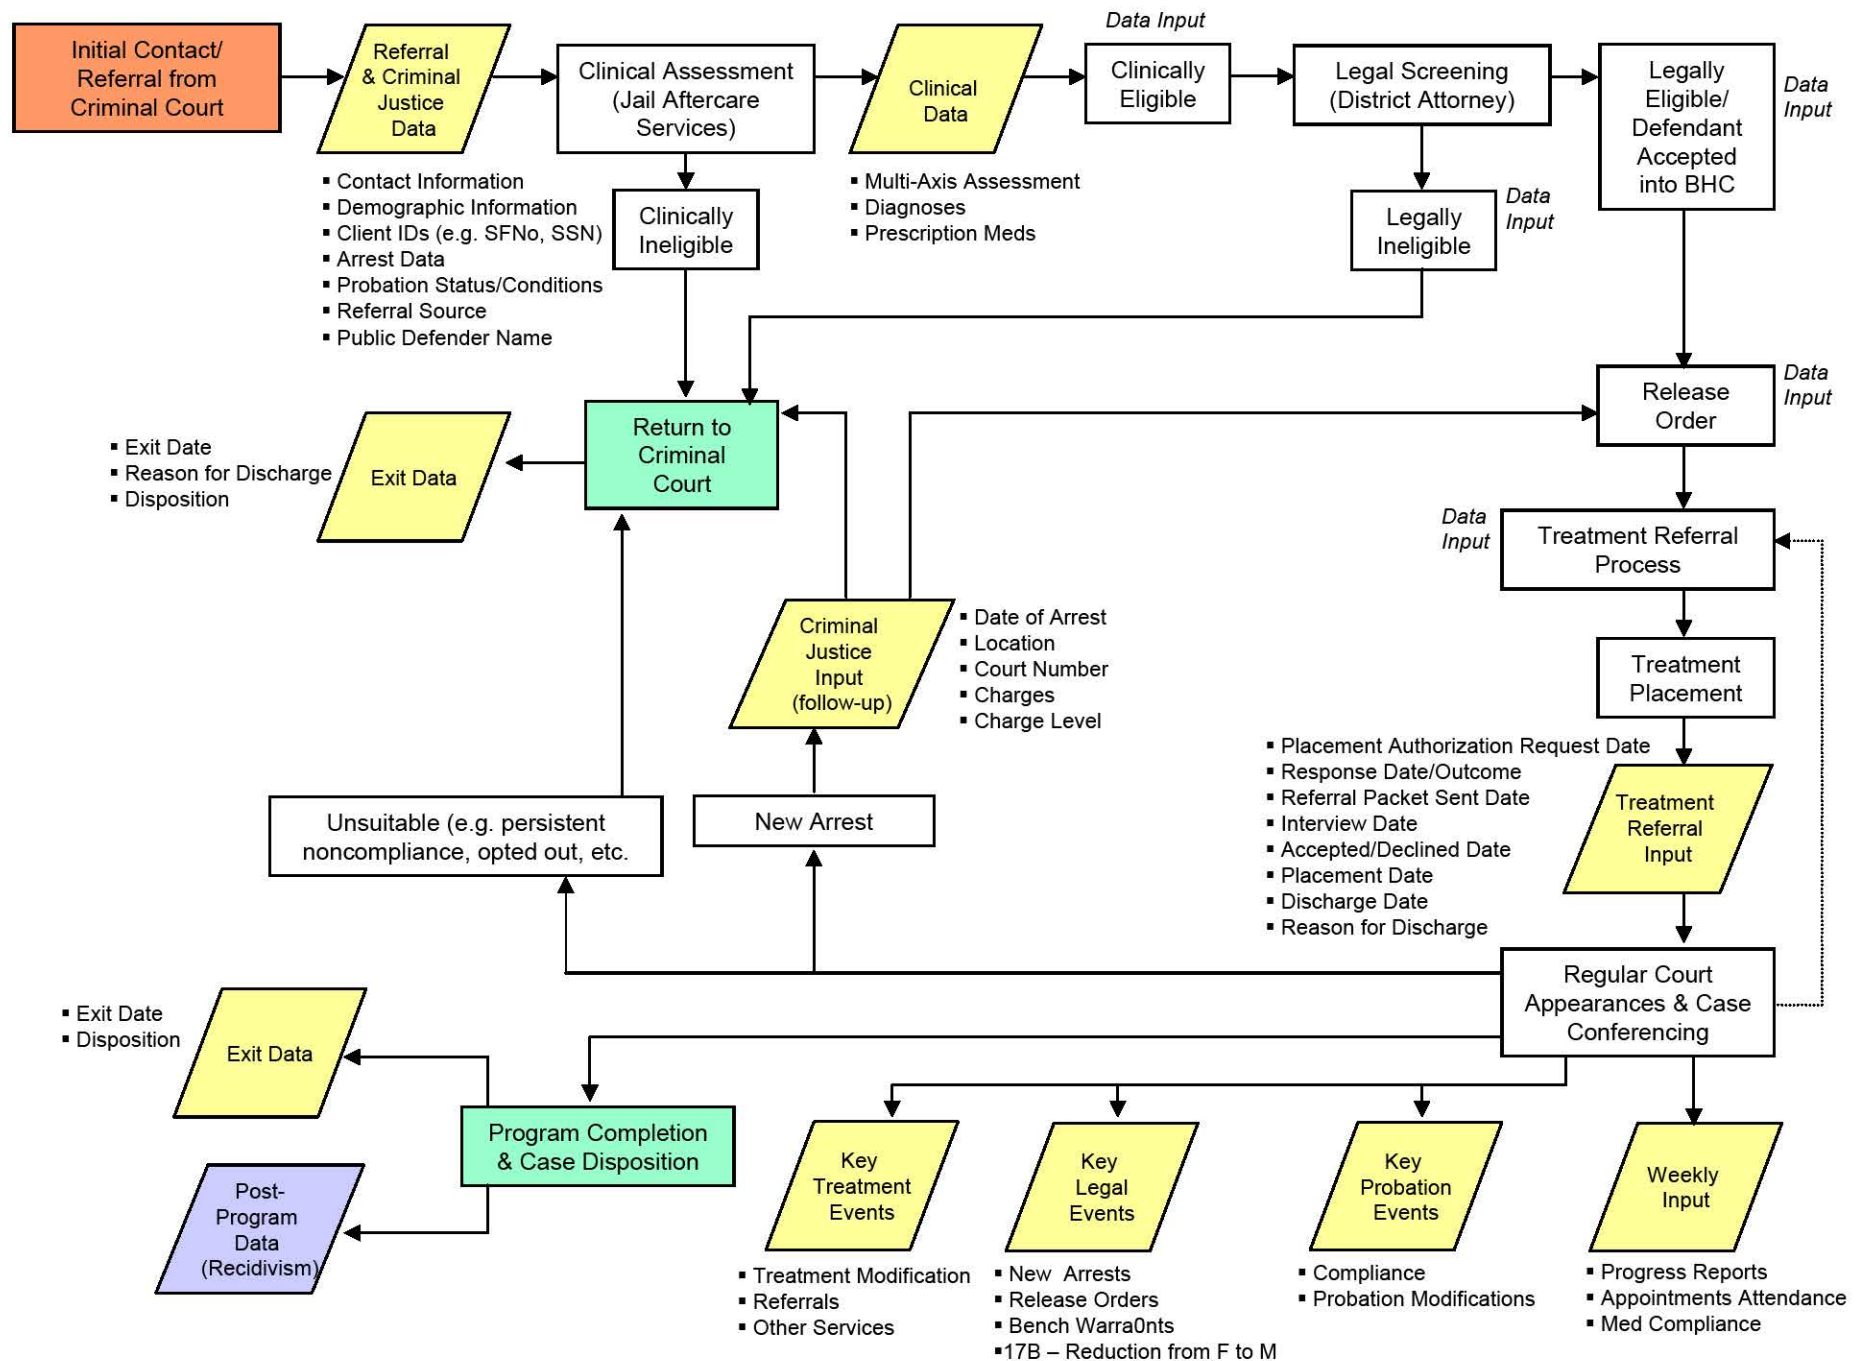 Initial Contact/
Referral from
Criminal Court
Referral
& Criminal
Justice
Data
Clinical Assessment
(Jail Aftercare
Services)
Clinical
Data
Data Input
Clinically
Eligible
Legal Screening
(District Attorney)
Legally
Eligible/
Defendant
Accepted
into BHC
Data
Input
▪ Contact Information
▪ Demographic Information
▪ Client IDs (e.g. SFNo, SSN)
▪ Arrest Data
▪ Probation Status/Conditions
▪ Referral Source
▪ Public Defender Name
Clinically
Ineligible
▪ Multi-Axis Assessment
▪ Diagnoses
▪ Prescription Meds
Legally
Ineligible
Data
Input
▪ Exit Date
▪ Reason for Discharge
▪ Disposition
Exit Data
Return to
Criminal
Court
Release
Order
Data
Input
Data
Input
Treatment Referral
Process
Criminal
Justice
Input
(follow-up)
▪ Date of Arrest
▪ Location
▪ Court Number
▪ Charges
▪ Charge Level
Treatment
Placement
▪ Placement Authorization Request Date
▪ Response Date/Outcome
▪ Referral Packet Sent Date
▪ Interview Date
▪ Accepted/Declined Date
▪ Placement Date
▪ Discharge Date
▪ Reason for Discharge
Treatment
Referral
Input
Unsuitable (e.g. persistent
noncompliance, opted out, etc.
New Arrest
Regular Court
Appearances & Case
Conferencing
▪ Exit Date
▪ Disposition
Exit Data
Program Completion
& Case Disposition
Post-
Program
Data
(Recidivism)
Key
Treatment
Events
Key
Legal
Events
Key
Probation
Events
Weekly
Input
▪ Treatment Modification
▪ Referrals
▪ Other Services
▪ New Arrests
▪ Release Orders
▪ Bench Warra0nts
▪17B – Reduction from F to M
▪ Compliance
▪ Probation Modifications
▪ Progress Reports
▪ Appointments Attendance
▪ Med Compliance